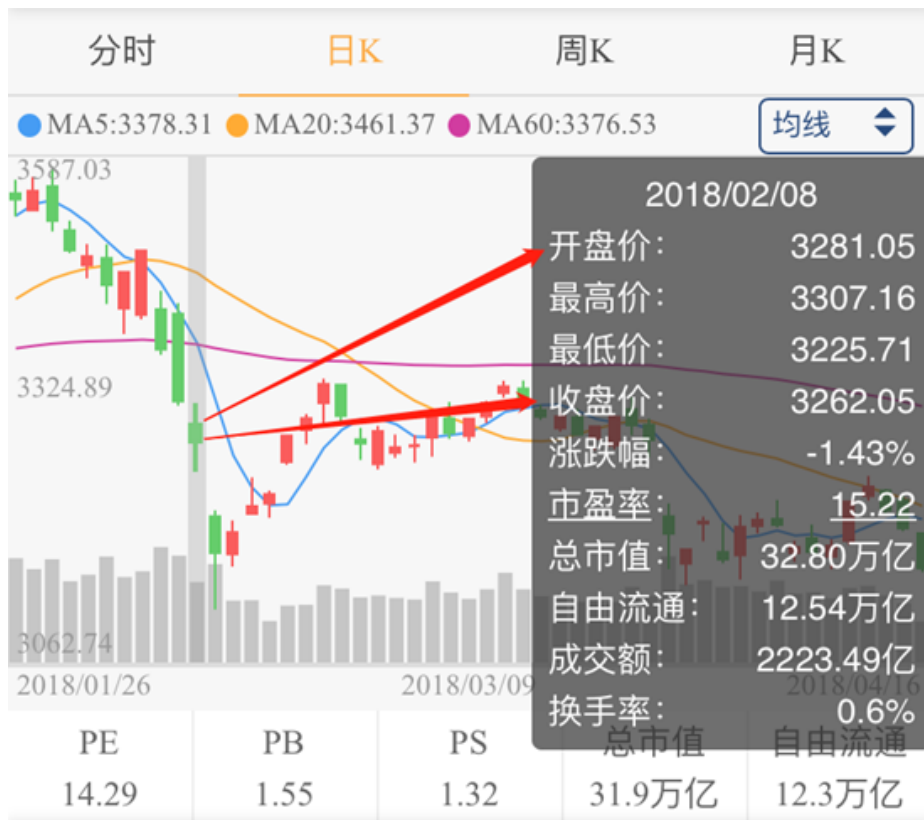 分时 日K 周K 月K
MA5:3378.31 MA20:3461.37 MA60:3376.53 均线
3587.03
3324.89
3062.74
2018/01/26 2018/03/09 2018/04/16
2018/02/08
开盘价: 3281.05
最高价: 3307.16
最低价: 3225.71
收盘价: 3262.05
涨跌幅: -1.43%
市盈率: 15.22
总市值: 32.80万亿
自由流通: 12.54万亿
成交额: 2223.49亿
换手率: 0.6%
PE PB PS 总市值 自由流通
14.29 1.55 1.32 31.9万亿 12.3万亿